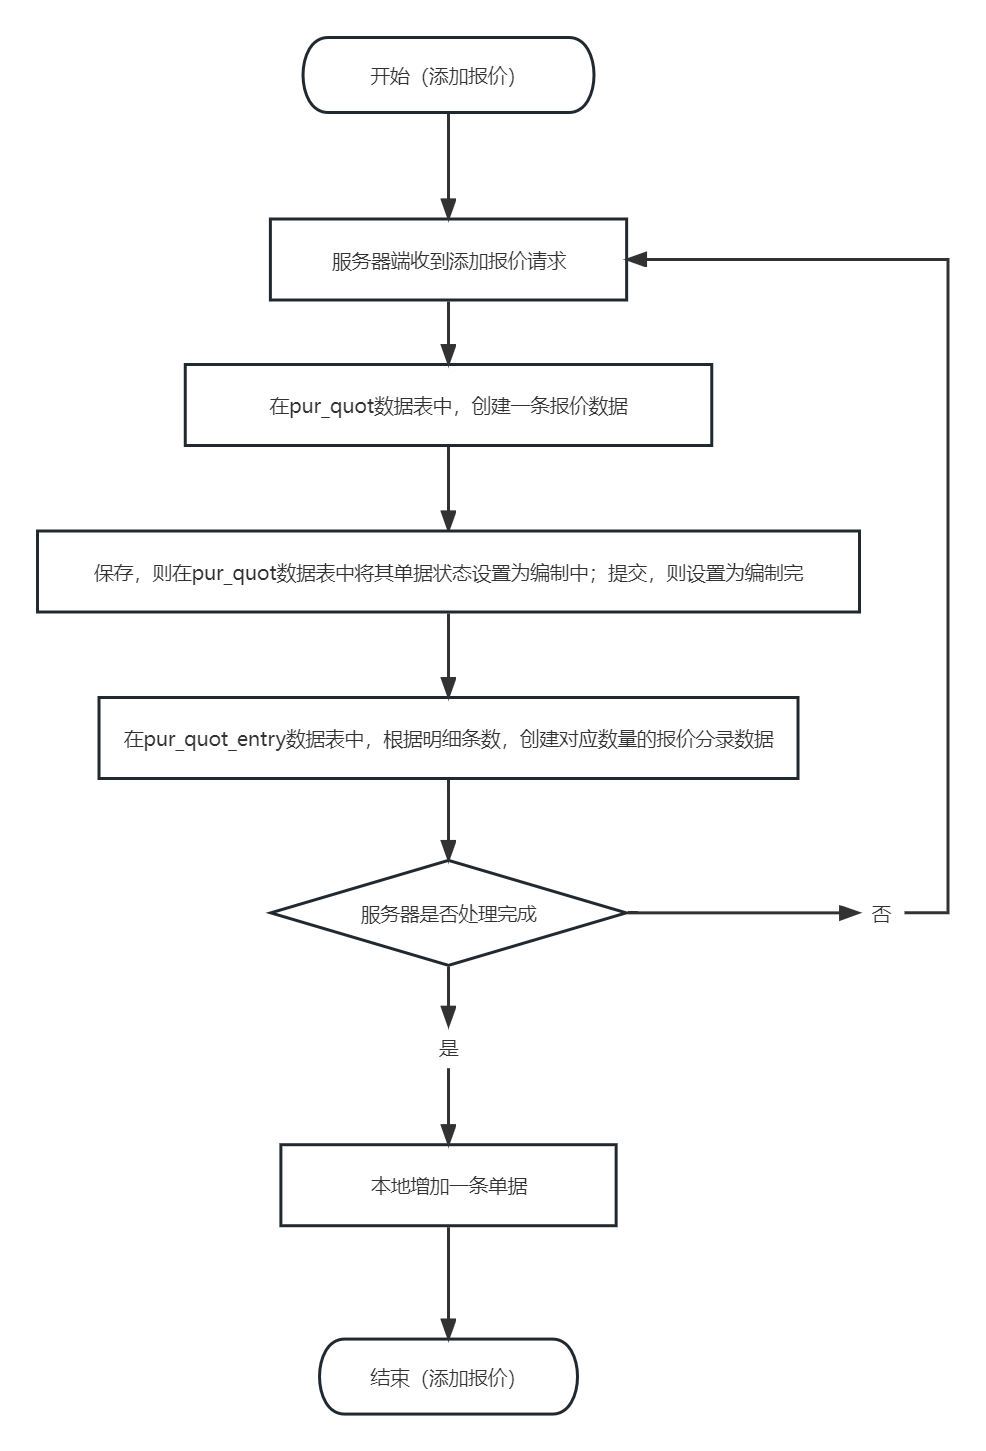 开始（添加报价）
服务器端收到添加报价请求
在pur_quot数据表中，创建一条报价数据
保存，则在pur_quot数据表中将其单据状态设置为编制中；提交，则设置为编制完
在pur_quot_entry数据表中，根据明细条数，创建对应数量的报价分录数据
服务器是否处理完成
否
是
本地增加一条单据
结束（添加报价）